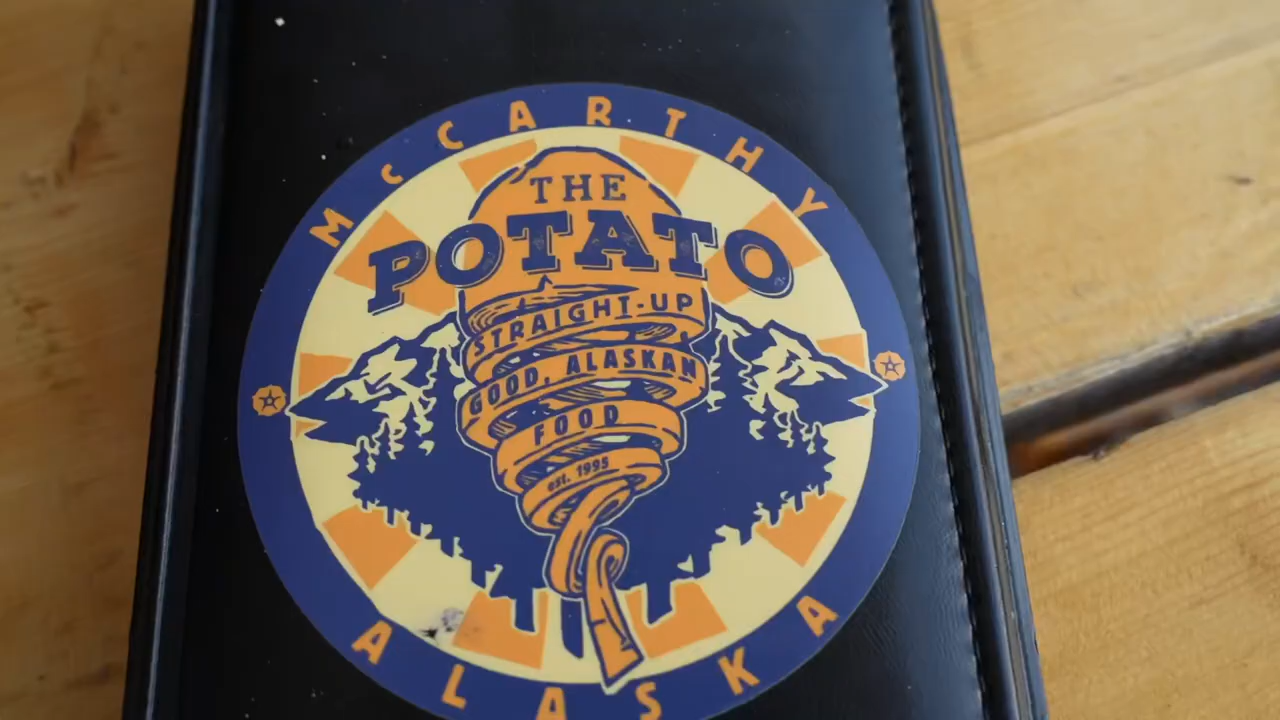 McCARTHY
THE
POTATO
STRAIGHT-UP
GOOD, ALASKAN
FOOD
est. 1995
ALASKA